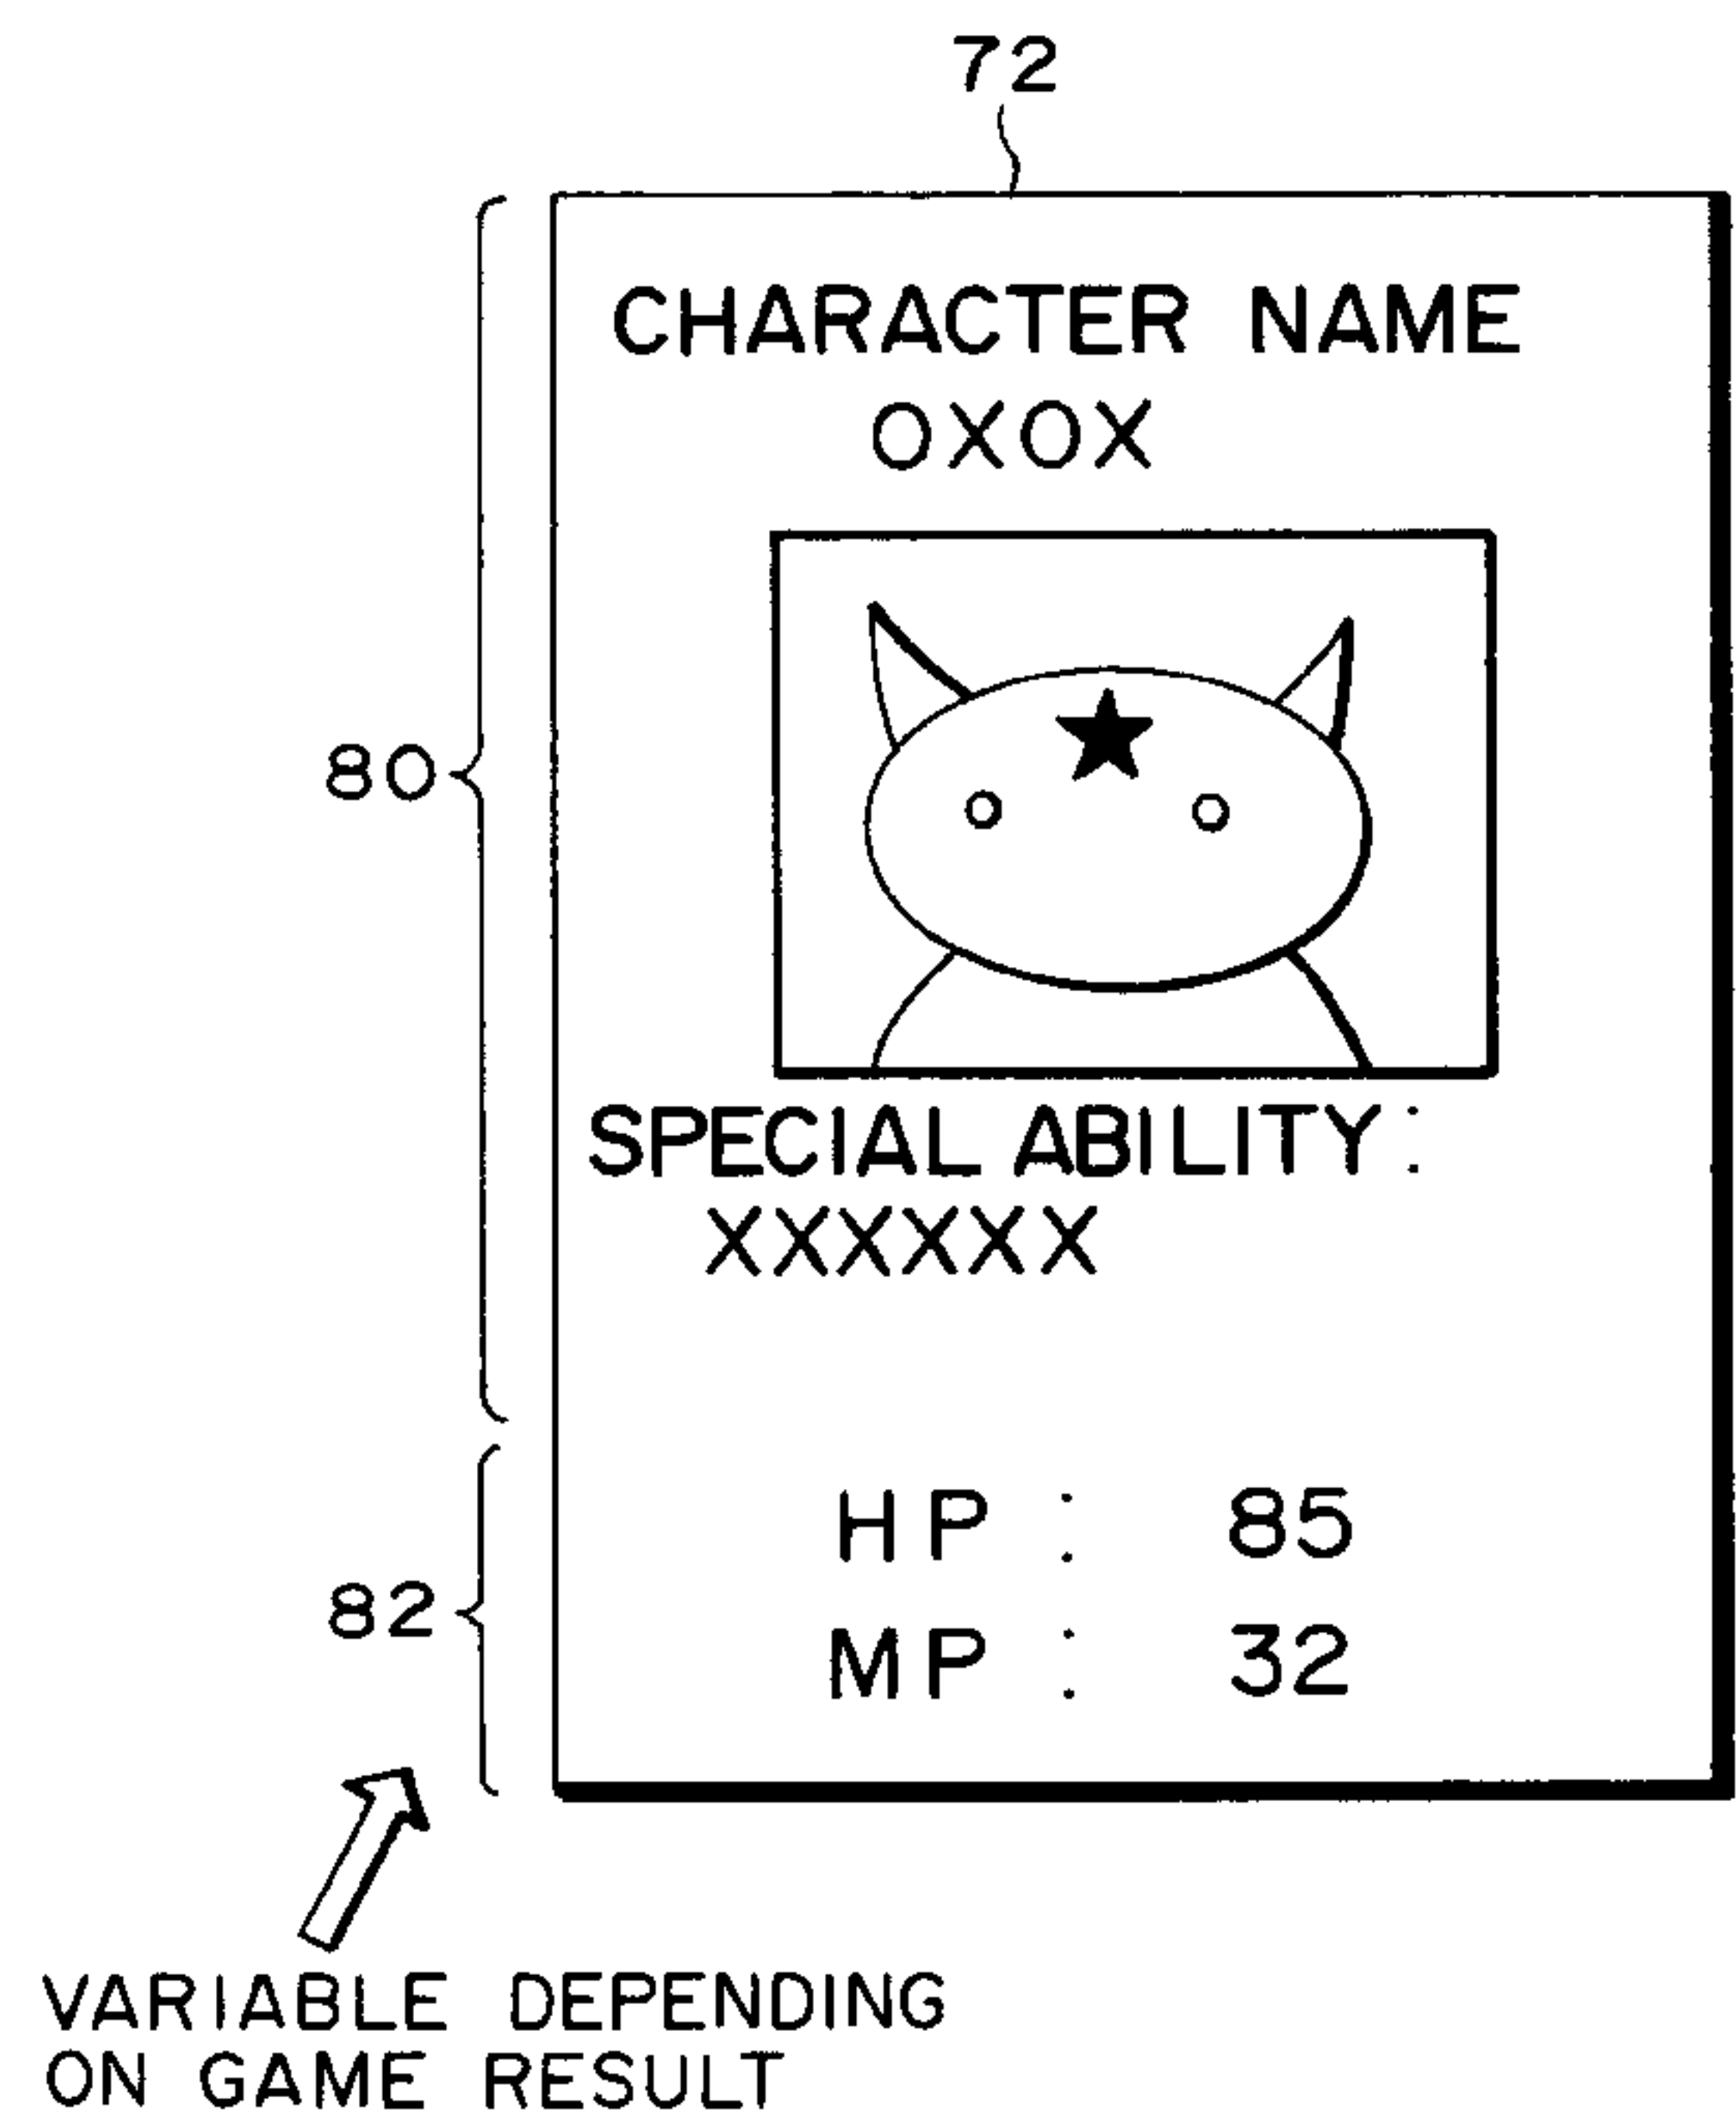 72
CHARACTER NAME
OXOX
80
SPECIAL ABILITY:
XXXXXX
HP : 85
82
MP : 32
VARIABLE DEPENDING
ON GAME RESULT